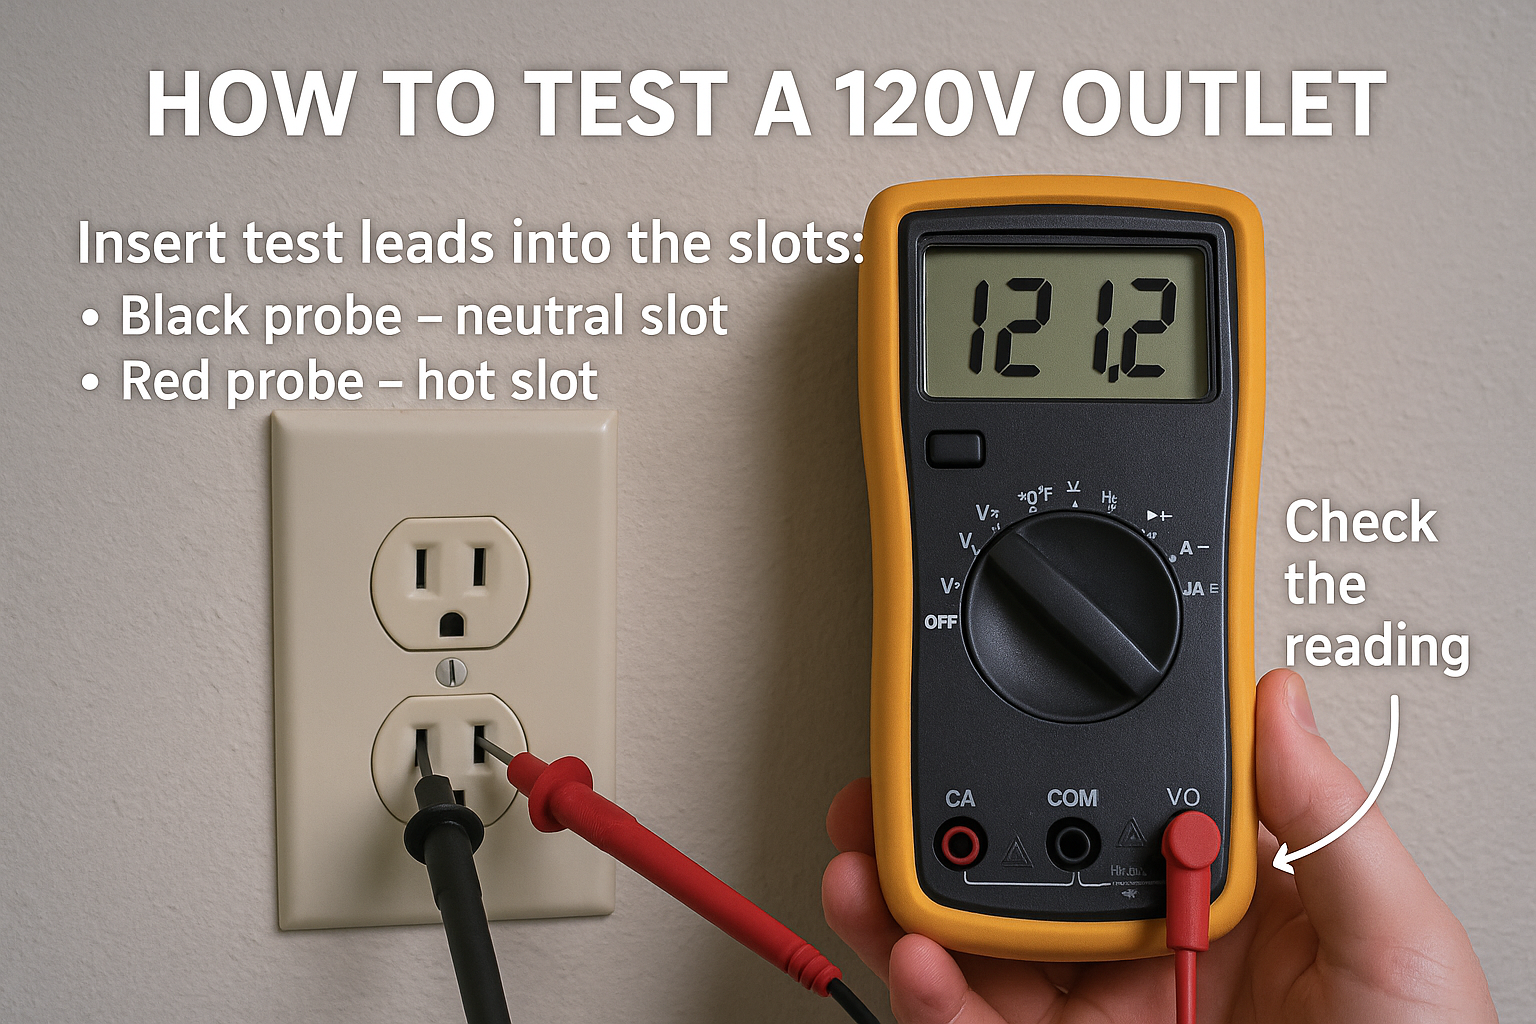 HOW TO TEST A 120V OUTLET
Insert test leads into the slots:
• Black probe – neutral slot
• Red probe – hot slot
121.2
OFF
A
CA
COM
VO
Check
the
reading